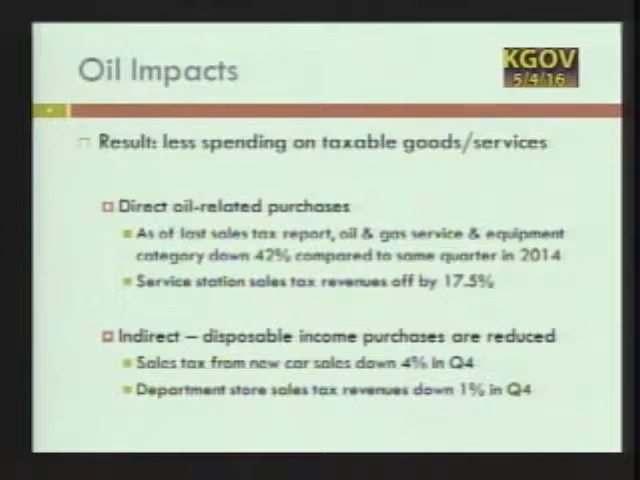 Oil Impacts
KGOV
5/4/16
Result: less spending on taxable goods/services
Direct oil-related purchases
As of last sales tax report, oil & gas service & equipment
category down 42% compared to same quarter in 2014
Service station sales tax revenues off by 17.5%
Indirect – disposable income purchases are reduced
Sales tax from new car sales down 4% in Q4
Department store sales tax revenues down 1% in Q4